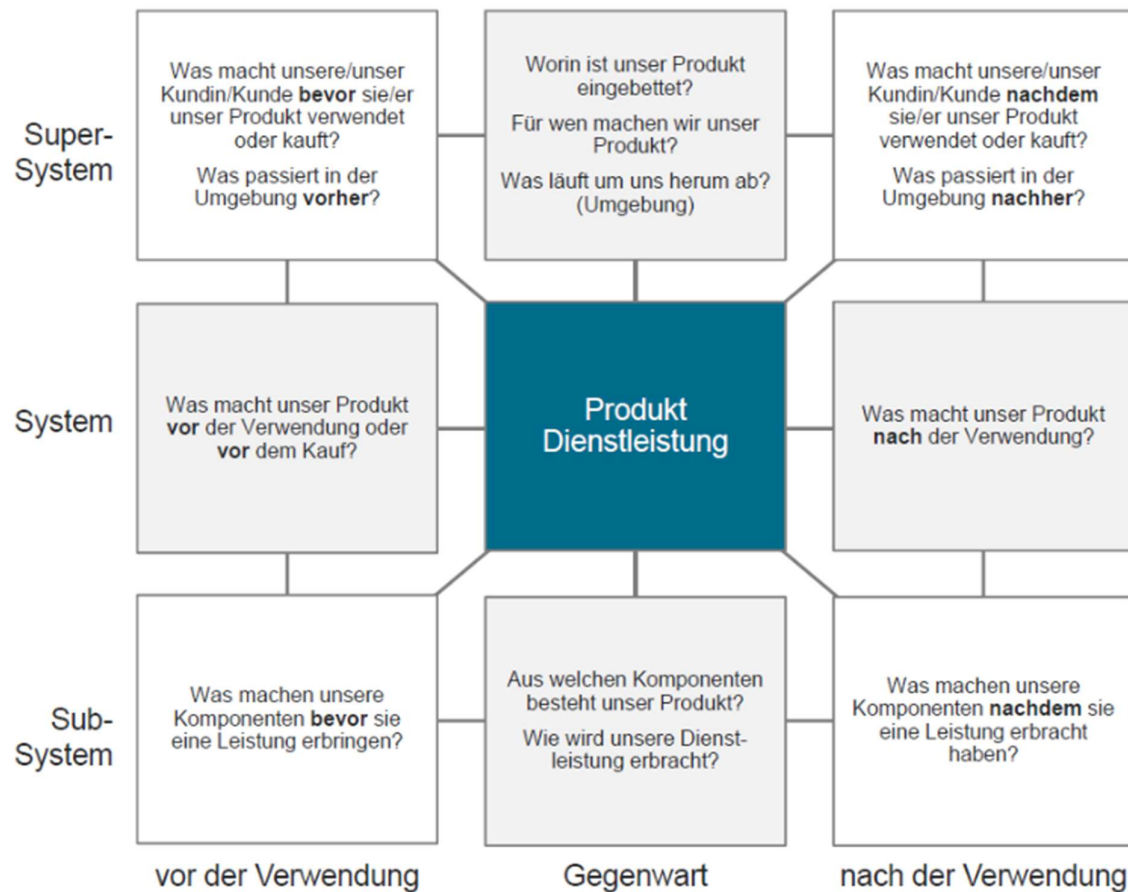 Super-
System
Was macht unsere/unser
Kundin/Kunde bevor sie/er
unser Produkt verwendet
oder kauft?
Was passiert in der
Umgebung vorher?
Worin ist unser Produkt
eingebettet?
Für wen machen wir unser
Produkt?
Was läuft um uns herum ab?
(Umgebung)
Was macht unsere/unser
Kundin/Kunde nachdem
sie/er unser Produkt
verwendet oder kauft?
Was passiert in der
Umgebung nachher?
System
Was macht unser Produkt
vor der Verwendung oder
vor dem Kauf?
Produkt
Dienstleistung
Was macht unser Produkt
nach der Verwendung?
Sub-
System
Was machen unsere
Komponenten bevor sie
eine Leistung erbringen?
Aus welchen Komponenten
besteht unser Produkt?
Wie wird unsere Dienst-
leistung erbracht?
Was machen unsere
Komponenten nachdem sie
eine Leistung erbracht
haben?
vor der Verwendung
Gegenwart
nach der Verwendung